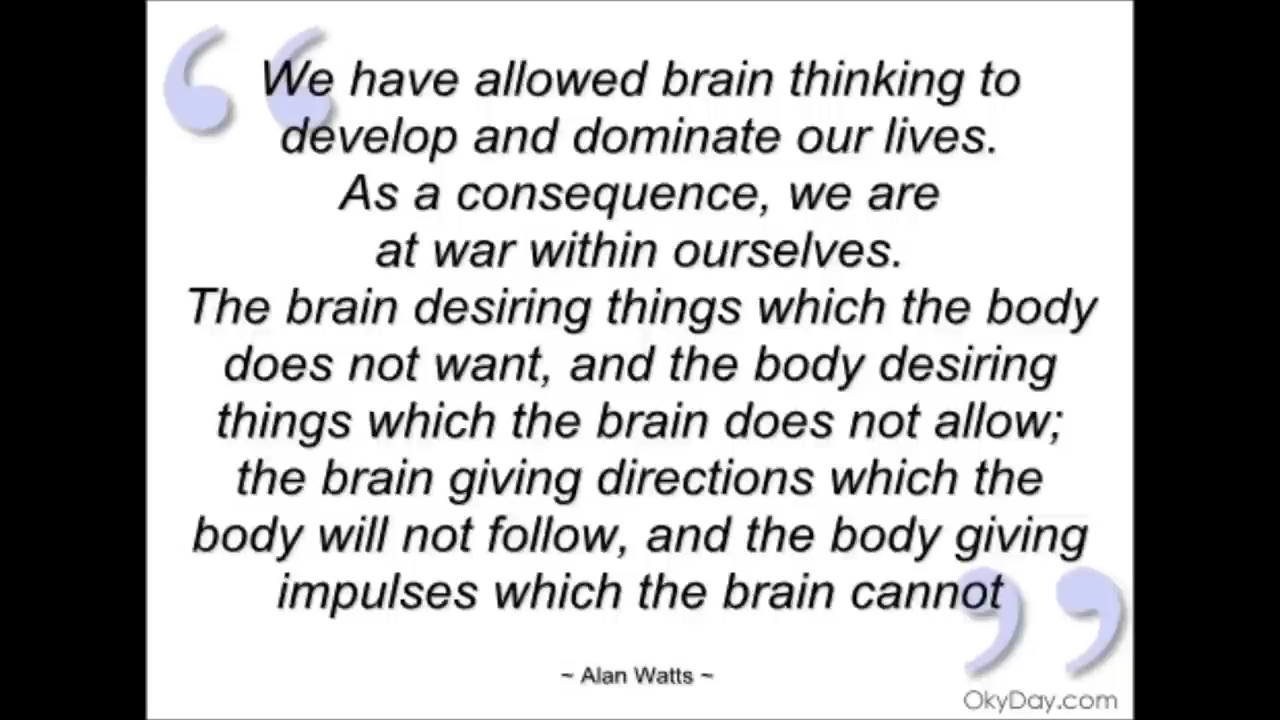 We have allowed brain thinking to
develop and dominate our lives.
As a consequence, we are
at war within ourselves.
The brain desiring things which the body
does not want, and the body desiring
things which the brain does not allow;
the brain giving directions which the
body will not follow, and the body giving
impulses which the brain cannot
~ Alan Watts ~
OkyDay.com